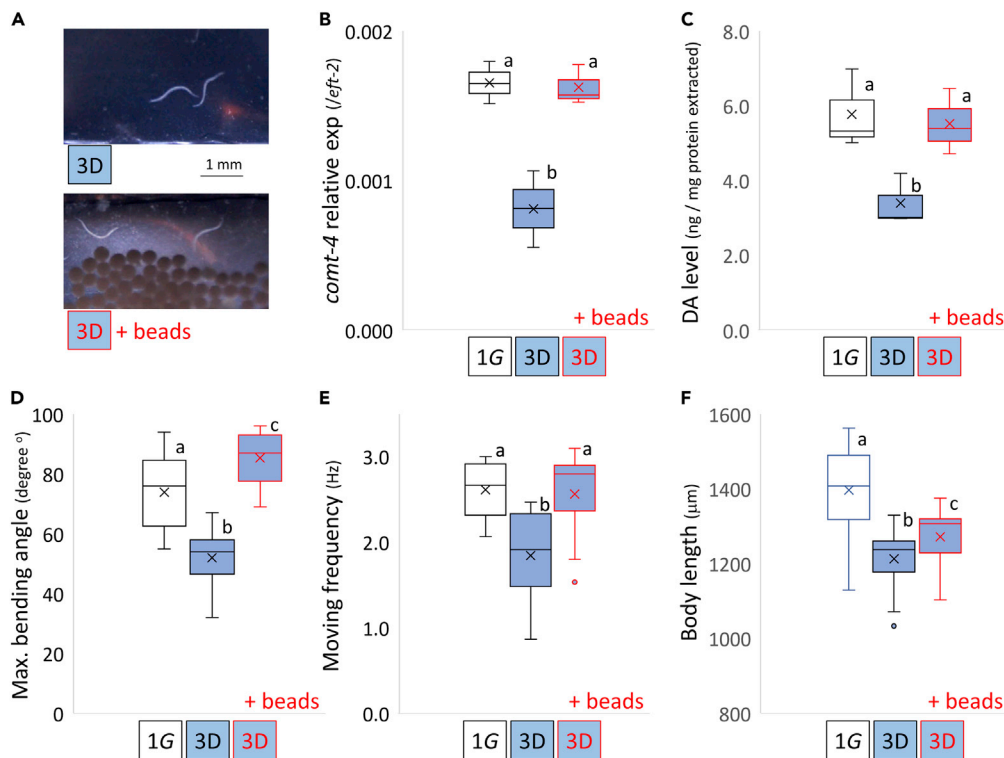 A
3D
1 mm
3D + beads
B
comt-4 relative exp (/eft-2)
0.002
0.001
0.000
a
b
a
+ beads
1G 3D 3D
C
DA level (ng / mg protein extracted)
8.0
6.0
4.0
2.0
0.0
a
b
a
+ beads
1G 3D 3D
D
Max. bending angle (degree °)
100
80
60
40
20
0
a
b
c
+ beads
1G 3D 3D
E
Moving frequency (Hz)
3.0
2.0
1.0
0.0
a
b
a
+ beads
1G 3D 3D
F
Body length (μm)
1600
1400
1200
1000
800
a
b
c
+ beads
1G 3D 3D